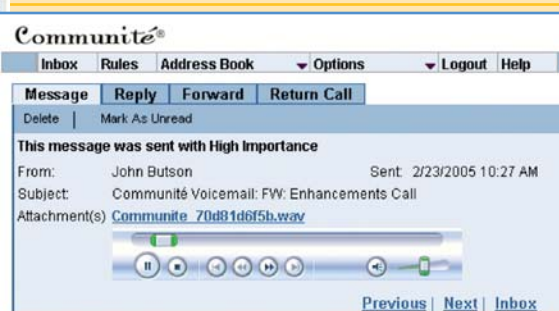 Communité®
Inbox Rules Address Book Options Logout Help
Message Reply Forward Return Call
Delete | Mark As Unread
This message was sent with High Importance
From: John Butson Sent: 2/23/2005 10:27 AM
Subject: Communité Voicemail: FW: Enhancements Call
Attachment(s) Communite_70d81d6f5b.wav
Previous | Next | Inbox